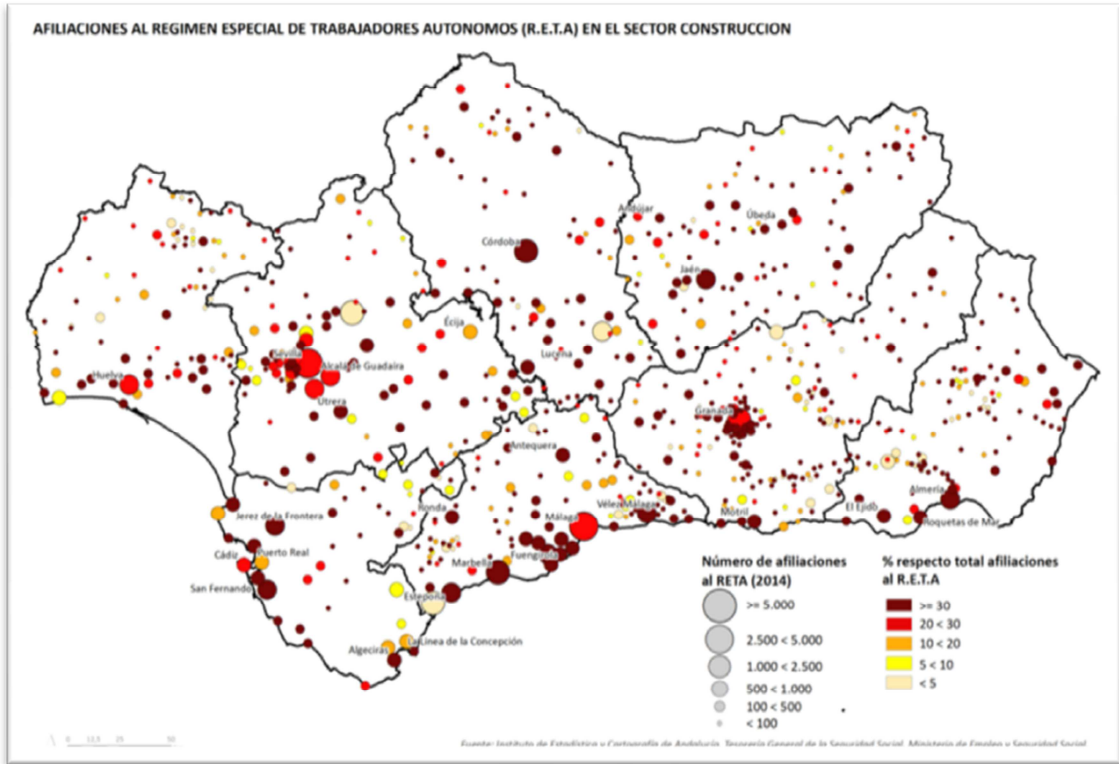 AFILIACIONES AL REGIMEN ESPECIAL DE TRABAJADORES AUTONOMOS (R.E.T.A) EN EL SECTOR CONSTRUCCION
Andújar
Úbeda
Córdoba
Jaén
Écija
Sevilla
Alcalá de Guadaira
Lucena
Huelva
Utrera
Granada
Antequera
Almería
Ronda
Vélez Málaga
Motril
El Ejido
Jerez de la Frontera
Málaga
Roquetas de Mar
Cádiz
Puerto Real
Fuengirola
Marbella
San Fernando
Estepona
La Línea de la Concepción
Algeciras
Número de afiliaciones
al RETA (2014)
>= 5.000
2.500 < 5.000
1.000 < 2.500
500 < 1.000
100 < 500
< 100
% respecto total afiliaciones
al R.E.T.A
>= 30
20 < 30
10 < 20
5 < 10
< 5
0 12,5 25 50
Fuente: Instituto de Estadística y Cartografía de Andalucía. Tesorería General de la Seguridad Social. Ministerio de Empleo y Seguridad Social